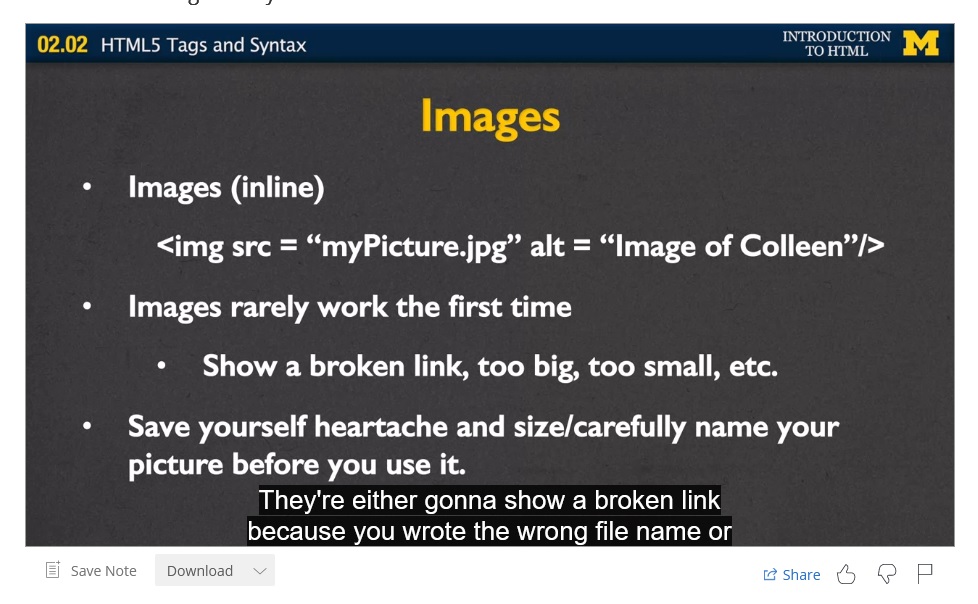 02.02 HTML5 Tags and Syntax
INTRODUCTION
TO HTML
M
Images
• Images (inline)
<img src = “myPicture.jpg” alt = “Image of Colleen”/>
• Images rarely work the first time
• Show a broken link, too big, too small, etc.
• Save yourself heartache and size/carefully name your
picture before you use it.
They're either gonna show a broken link
because you wrote the wrong file name or
Save Note
Download
Share